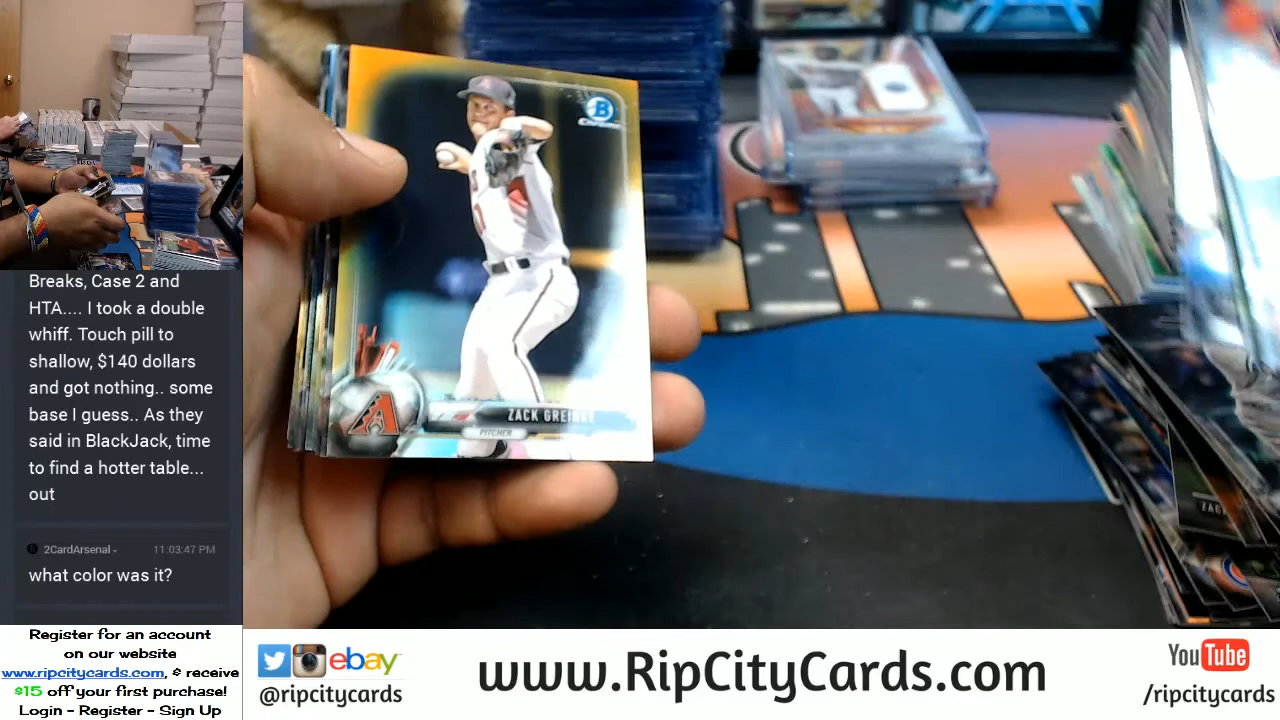 Breaks, Case 2 and
HTA.... I took a double
whiff. Touch pill to
shallow, $140 dollars
and got nothing.. some
base I guess.. As they
said in BlackJack, time
to find a hotter table...
out
2CardArsenal -
11:03:47 PM
what color was it?
Register for an account
on our website
www.ripcitycards.com, & receive
$15 off your first purchase!
Login - Register - Sign Up
B
Chrome
ZACK GREINKE
PITCHER
A
ZAC
ebay
@ripcitycards
www.RipCityCards.com
YouTube
/ripcitycards